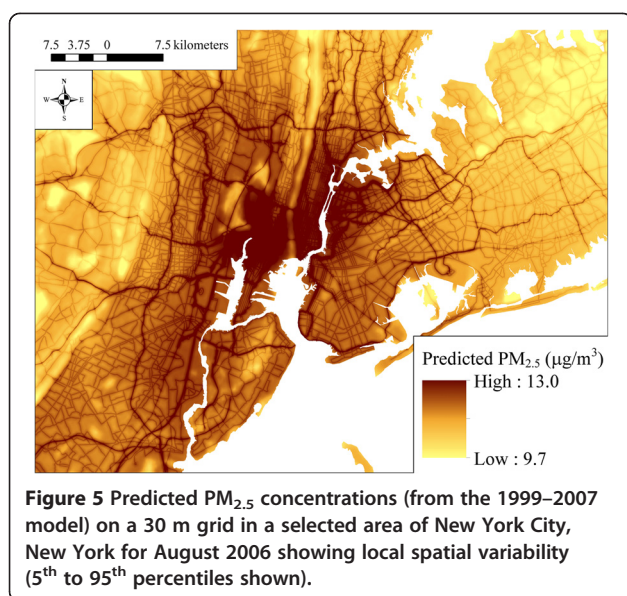 7.5 3.75 0 7.5 kilometers
N
W E
S
Predicted PM2.5 (μg/m3)
High : 13.0
Low : 9.7
Figure 5 Predicted PM2.5 concentrations (from the 1999–2007
model) on a 30 m grid in a selected area of New York City,
New York for August 2006 showing local spatial variability
(5th to 95th percentiles shown).